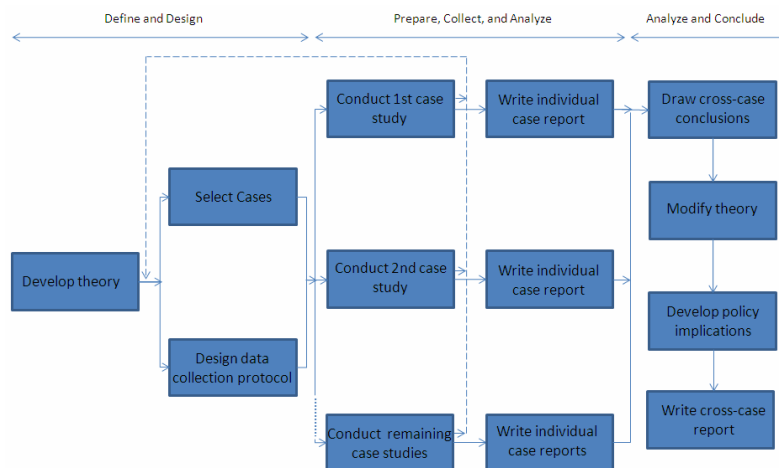 Define and Design
Prepare, Collect, and Analyze
Analyze and Conclude
Conduct 1st case
study
Write individual
case report
Draw cross-case
conclusions
Select Cases
Modify theory
Develop theory
Conduct 2nd case
study
Write individual
case report
Develop policy
implications
Design data
collection protocol
Write cross-case
report
Conduct remaining
case studies
Write individual
case reports